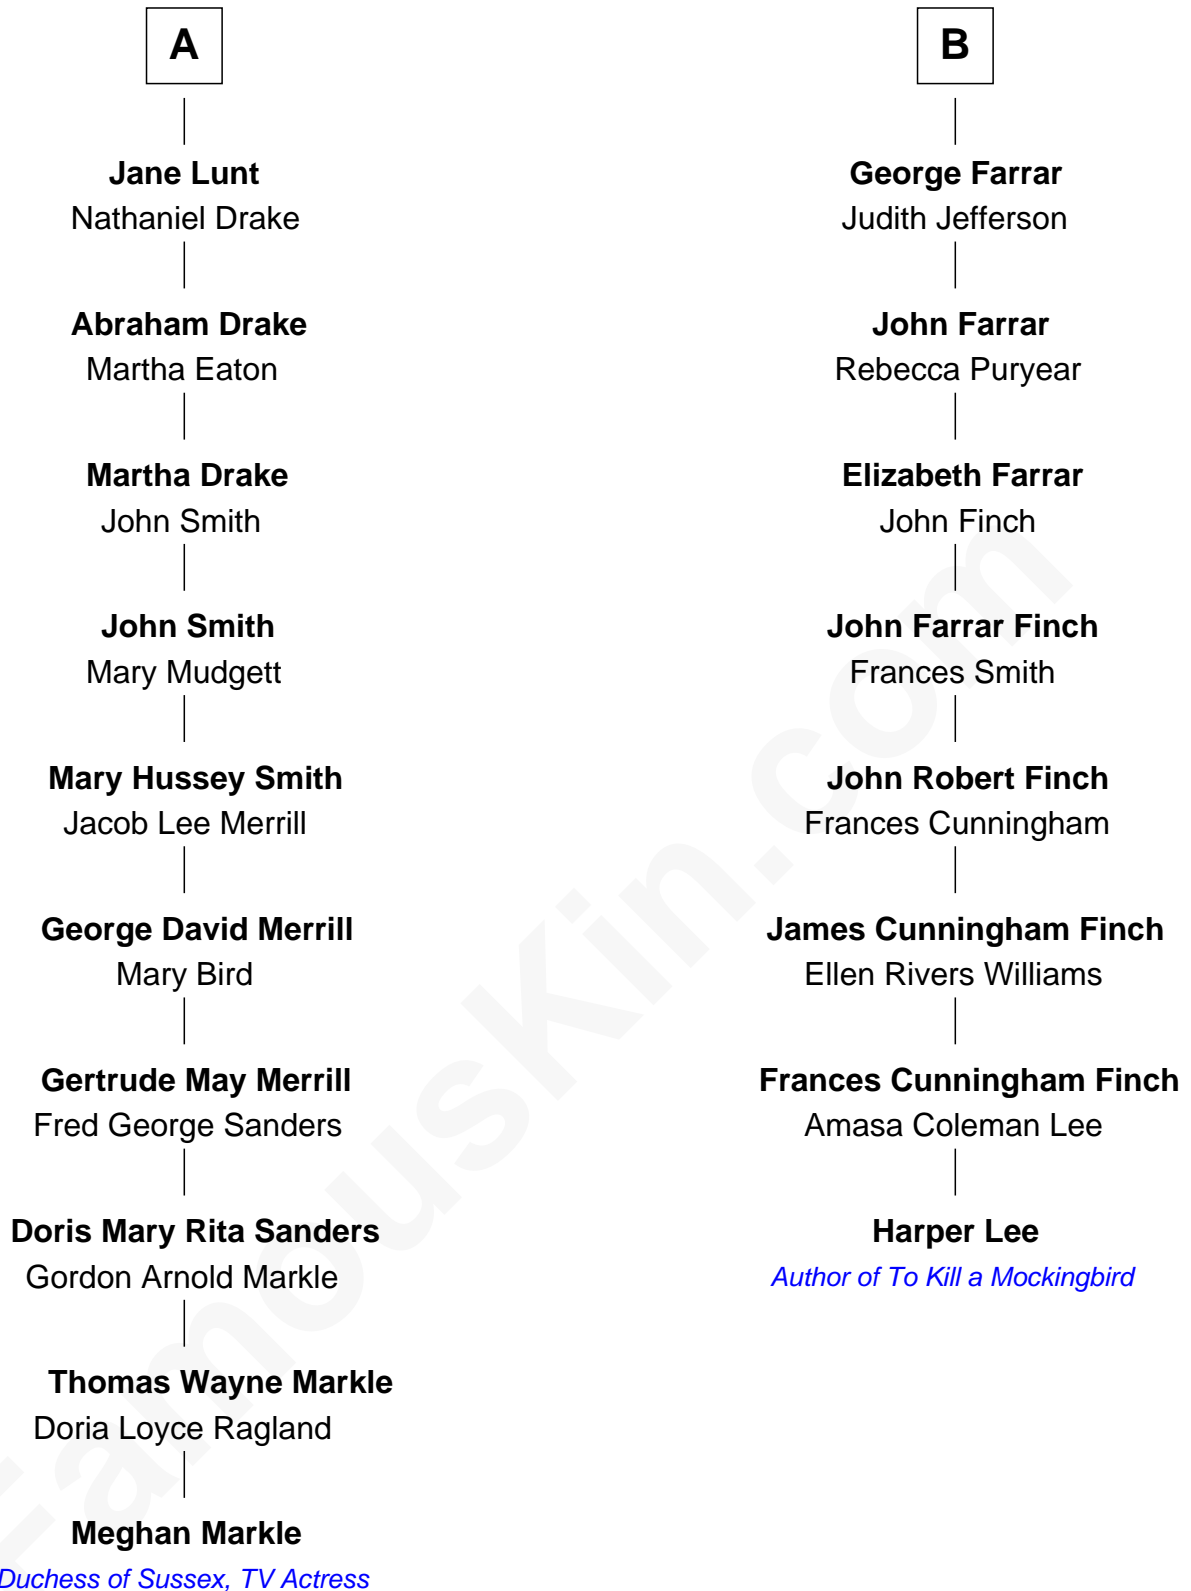 A
Jane Lunt
Nathaniel Drake
Abraham Drake
Martha Eaton
Martha Drake
John Smith
John Smith
Mary Mudgett
Mary Hussey Smith
Jacob Lee Merrill
George David Merrill
Mary Bird
Gertrude May Merrill
Fred George Sanders
Doris Mary Rita Sanders
Gordon Arnold Markle
Thomas Wayne Markle
Doria Loyce Ragland
Meghan Markle
Duchess of Sussex, TV Actress
B
George Farrar
Judith Jefferson
John Farrar
Rebecca Puryear
Elizabeth Farrar
John Finch
John Farrar Finch
Frances Smith
John Robert Finch
Frances Cunningham
James Cunningham Finch
Ellen Rivers Williams
Frances Cunningham Finch
Amasa Coleman Lee
Harper Lee
Author of To Kill a Mockingbird
FamousKin.com